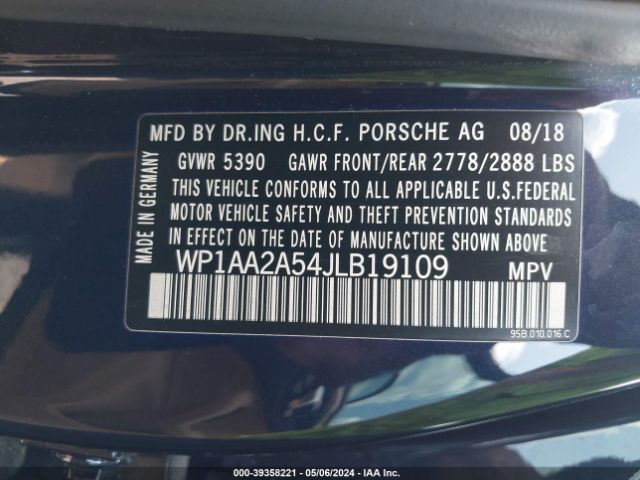 MFD BY DR.ING H.C.F. PORSCHE AG 08/18
GVWR 5390 GAWR FRONT/REAR 2778/2888 LBS
THIS VEHICLE CONFORMS TO ALL APPLICABLE U.S.FEDERAL
MOTOR VEHICLE SAFETY AND THEFT PREVENTION STANDARDS
IN EFFECT ON THE DATE OF MANUFACTURE SHOWN ABOVE.
WP1AA2A54JLB19109 MPV
95B.010.016 C
MADE IN GERMANY
000-39358221 - 05/06/2024 - IAA Inc.